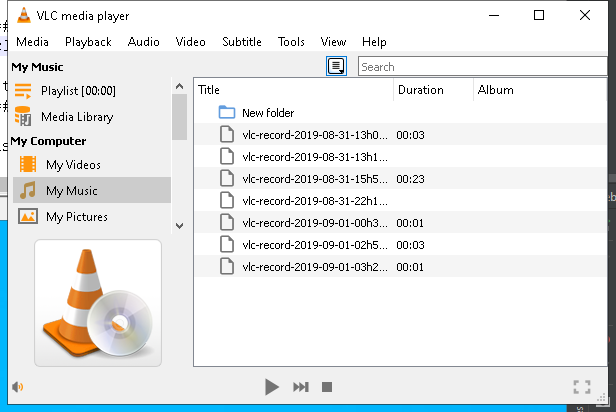 VLC media player
Media Playback Audio Video Subtitle Tools View Help
My Music
Search
Playlist [00:00]
Media Library
My Computer
My Videos
My Music
My Pictures
Title Duration Album
New folder
vlc-record-2019-08-31-13h0... 00:03
vlc-record-2019-08-31-13h1...
vlc-record-2019-08-31-15h5... 00:23
vlc-record-2019-08-31-22h1...
vlc-record-2019-09-01-00h3... 00:01
vlc-record-2019-09-01-02h5... 00:03
vlc-record-2019-09-01-03h2... 00:01